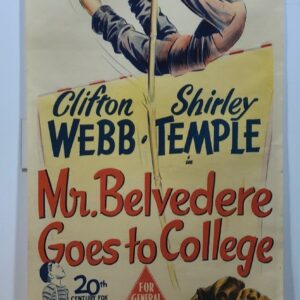 Clifton Shirley
WEBB · TEMPLE
in
Mr. Belvedere
Goes to College
20th
CENTURY FOX
FOR
GENERAL